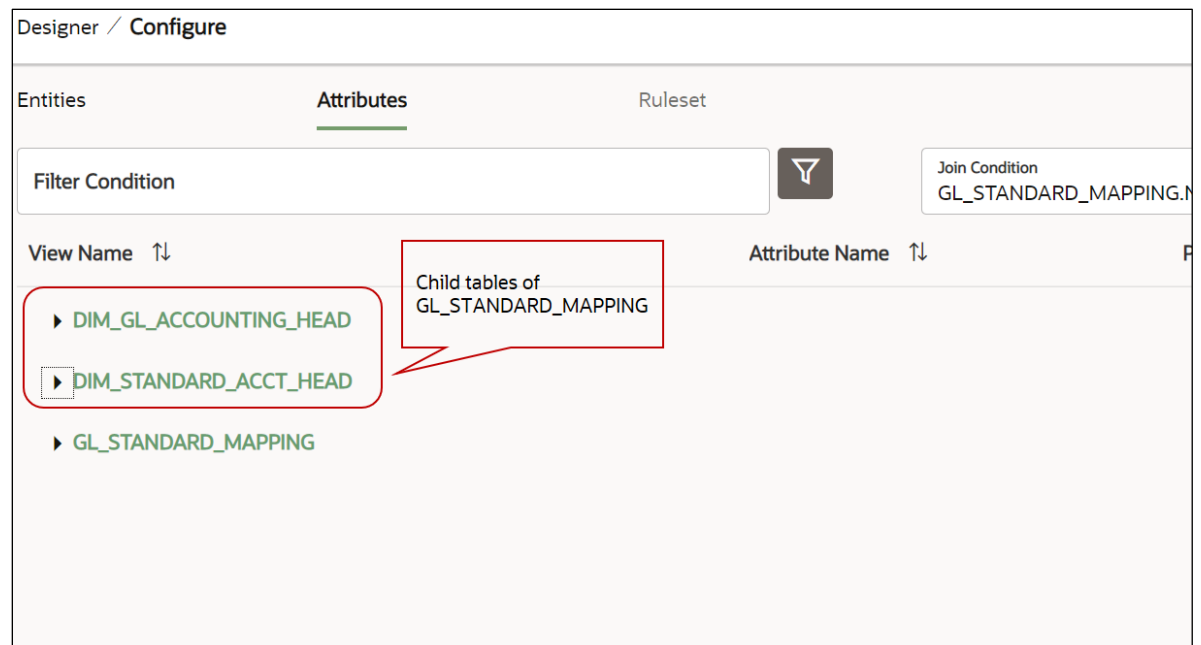 Designer / Configure
Entities Attributes Ruleset
Filter Condition
Join Condition
GL_STANDARD_MAPPING.N
View Name Attribute Name P
Child tables of
GL_STANDARD_MAPPING
DIM_GL_ACCOUNTING_HEAD
DIM_STANDARD_ACCT_HEAD
GL_STANDARD_MAPPING